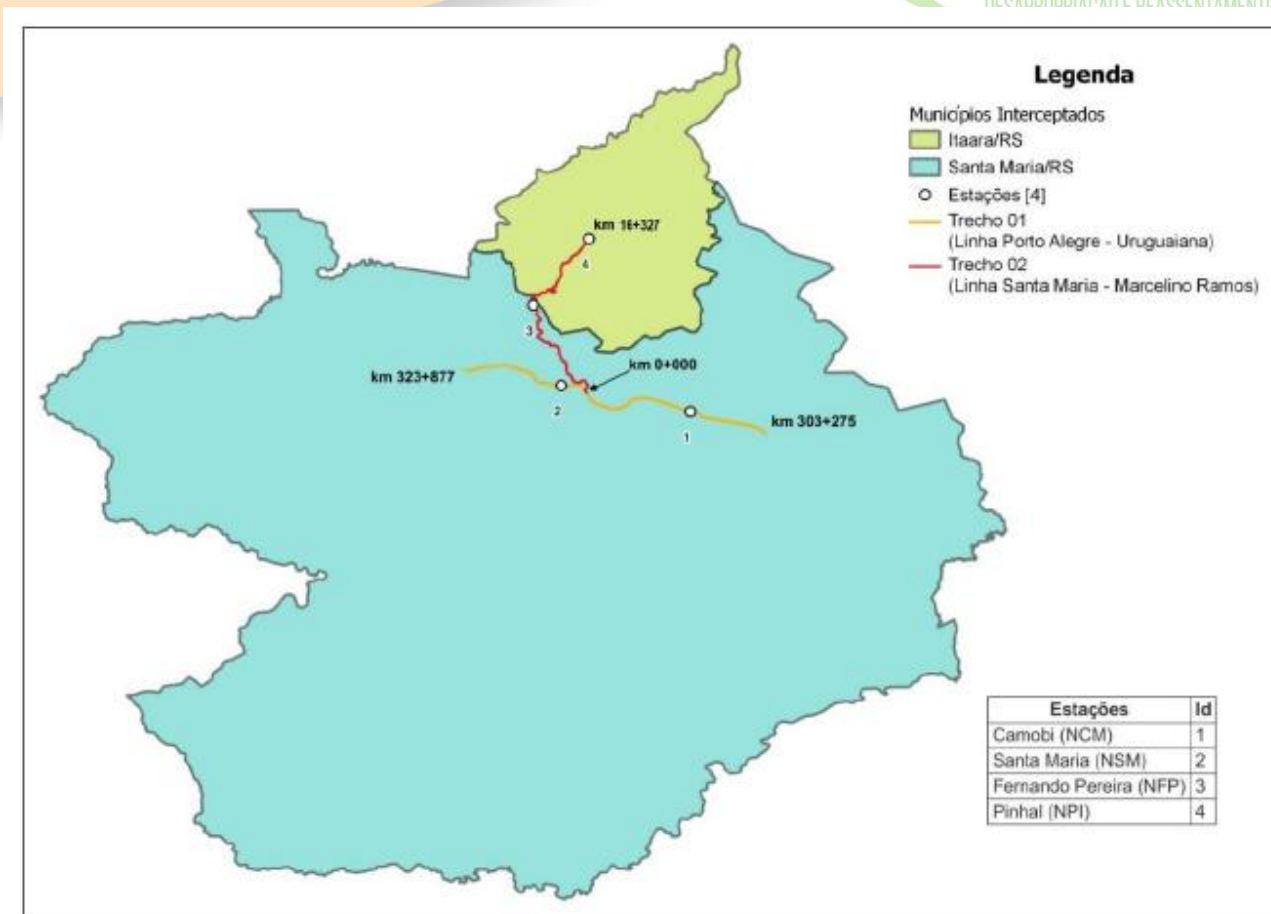 DESAPROPRIAÇÃO E REASSENTAMENTO
Legenda
Municípios Interceptados
Itaara/RS
Santa Maria/RS
Estações [4]
Trecho 01
(Linha Porto Alegre - Uruguaiana)
Trecho 02
(Linha Santa Maria - Marcelino Ramos)
km 16+327
4
3
km 323+877
km 0+000
2
1
km 303+275
Estações Id
Camobi (NCM) 1
Santa Maria (NSM) 2
Fernando Pereira (NFP) 3
Pinhal (NPI) 4